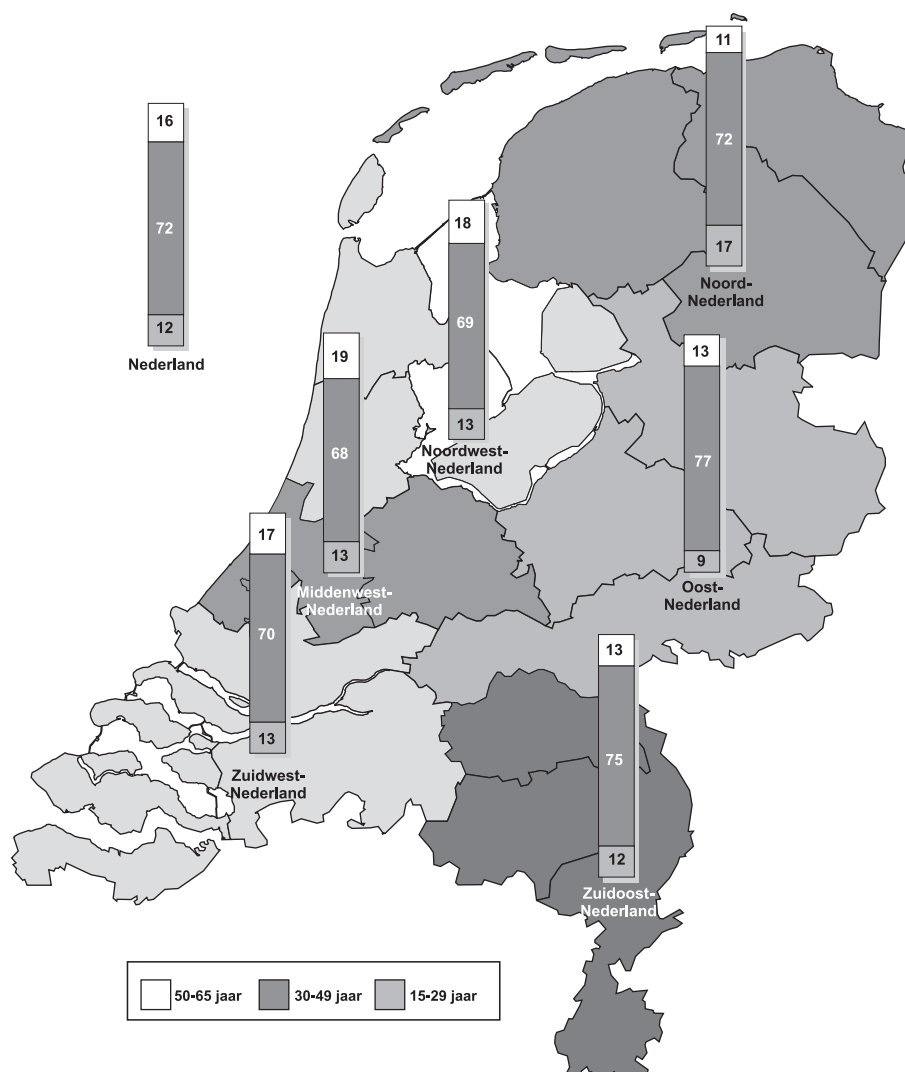 11
72
17
Noord-
Nederland
16
72
12
Nederland
18
69
13
Noordwest-
Nederland
19
68
13
Middenwest-
Nederland
13
77
9
Oost-
Nederland
17
70
13
Zuidwest-
Nederland
13
75
12
Zuidoost-
Nederland
50-65 jaar 30-49 jaar 15-29 jaar